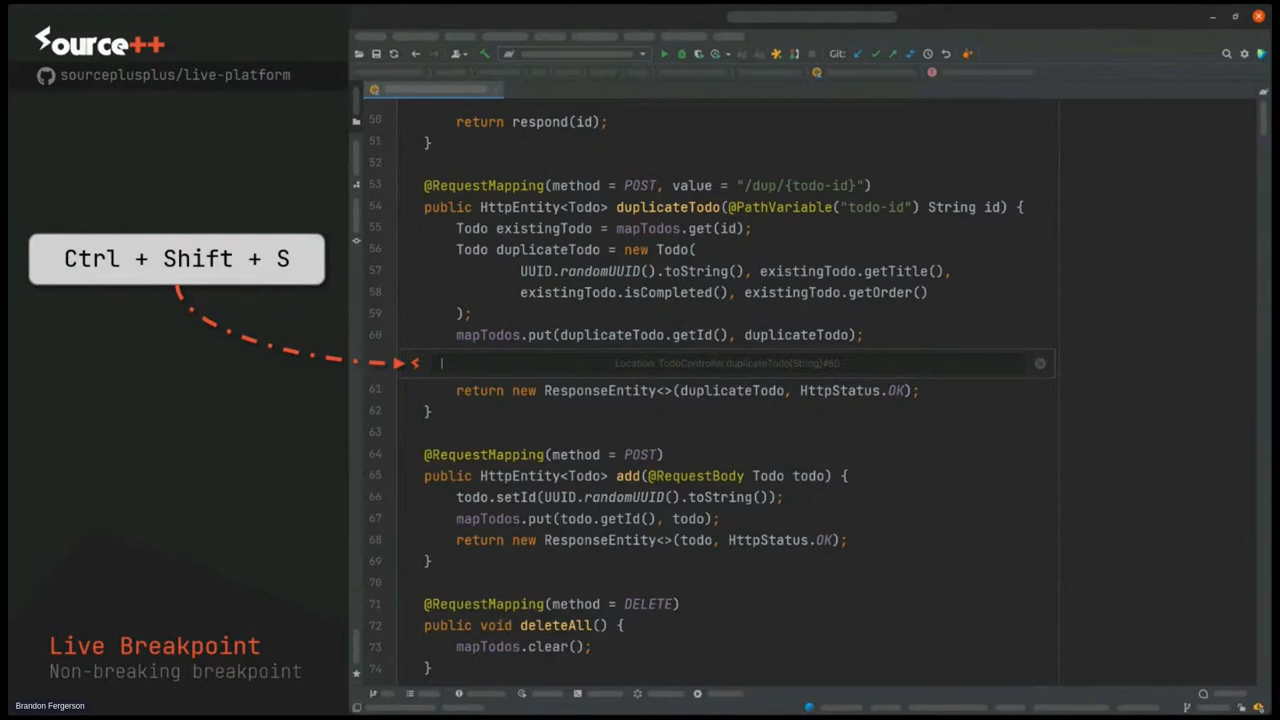 Source++
sourceplusplus/live-platform
Ctrl + Shift + S
Live Breakpoint
Non-breaking breakpoint
Brandon Fergerson
Git:
50 return respond(id);
51 }
52
53 @RequestMapping(method = POST, value = "/dup/{todo-id}")
54 public HttpEntity<Todo> duplicateTodo(@PathVariable("todo-id") String id) {
55 Todo existingTodo = mapTodos.get(id);
56 Todo duplicateTodo = new Todo(
57 UUID.randomUUID().toString(), existingTodo.getTitle(),
58 existingTodo.isCompleted(), existingTodo.getOrder()
59 );
60 mapTodos.put(duplicateTodo.getId(), duplicateTodo);
Location: TodoController.duplicateTodo(String)#60
61 return new ResponseEntity<>(duplicateTodo, HttpStatus.OK);
62 }
63
64 @RequestMapping(method = POST)
65 public HttpEntity<Todo> add(@RequestBody Todo todo) {
66 todo.setId(UUID.randomUUID().toString());
67 mapTodos.put(todo.getId(), todo);
68 return new ResponseEntity<>(todo, HttpStatus.OK);
69 }
70
71 @RequestMapping(method = DELETE)
72 public void deleteAll() {
73 mapTodos.clear();
74 }